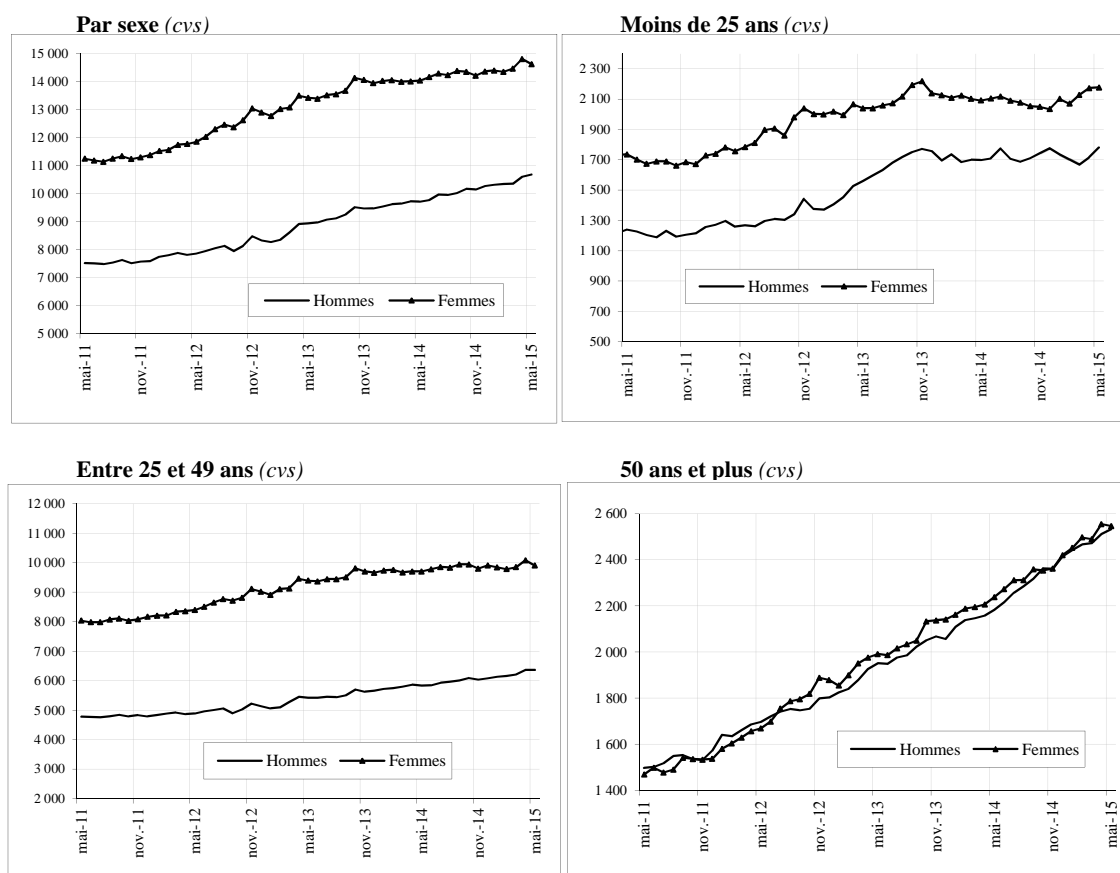 Par sexe (cvs)
15 000
14 000
13 000
12 000
11 000
10 000
9 000
8 000
7 000
6 000
5 000
Hommes
Femmes
mai-11
nov.-11
mai-12
nov.-12
mai-13
nov.-13
mai-14
nov.-14
mai-15
Moins de 25 ans (cvs)
2 300
2 100
1 900
1 700
1 500
1 300
1 100
900
700
500
Hommes
Femmes
mai-11
nov.-11
mai-12
nov.-12
mai-13
nov.-13
mai-14
nov.-14
mai-15
Entre 25 et 49 ans (cvs)
12 000
11 000
10 000
9 000
8 000
7 000
6 000
5 000
4 000
3 000
2 000
Hommes
Femmes
mai-11
nov.-11
mai-12
nov.-12
mai-13
nov.-13
mai-14
nov.-14
mai-15
50 ans et plus (cvs)
2 600
2 400
2 200
2 000
1 800
1 600
1 400
Hommes
Femmes
mai-11
nov.-11
mai-12
nov.-12
mai-13
nov.-13
mai-14
nov.-14
mai-15